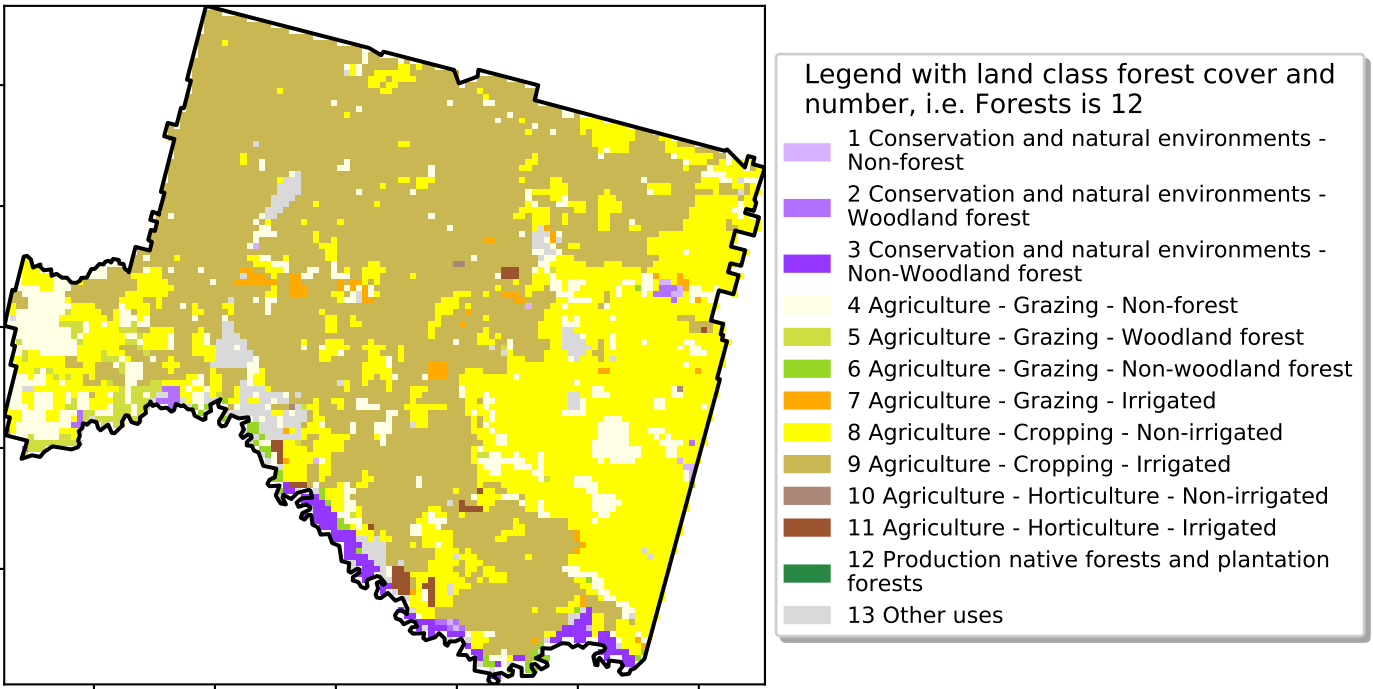 Legend with land class forest cover and
number, i.e. Forests is 12
1 Conservation and natural environments -
Non-forest
2 Conservation and natural environments -
Woodland forest
3 Conservation and natural environments -
Non-Woodland forest
4 Agriculture - Grazing - Non-forest
5 Agriculture - Grazing - Woodland forest
6 Agriculture - Grazing - Non-woodland forest
7 Agriculture - Grazing - Irrigated
8 Agriculture - Cropping - Non-irrigated
9 Agriculture - Cropping - Irrigated
10 Agriculture - Horticulture - Non-irrigated
11 Agriculture - Horticulture - Irrigated
12 Production native forests and plantation
forests
13 Other uses